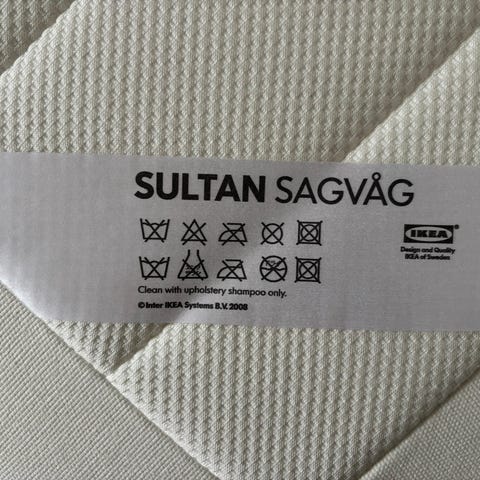 SULTAN SAGVÅG
IKEA
Design and Quality
IKEA of Sweden
Clean with upholstery shampoo only.
©Inter IKEA Systems B.V. 2008